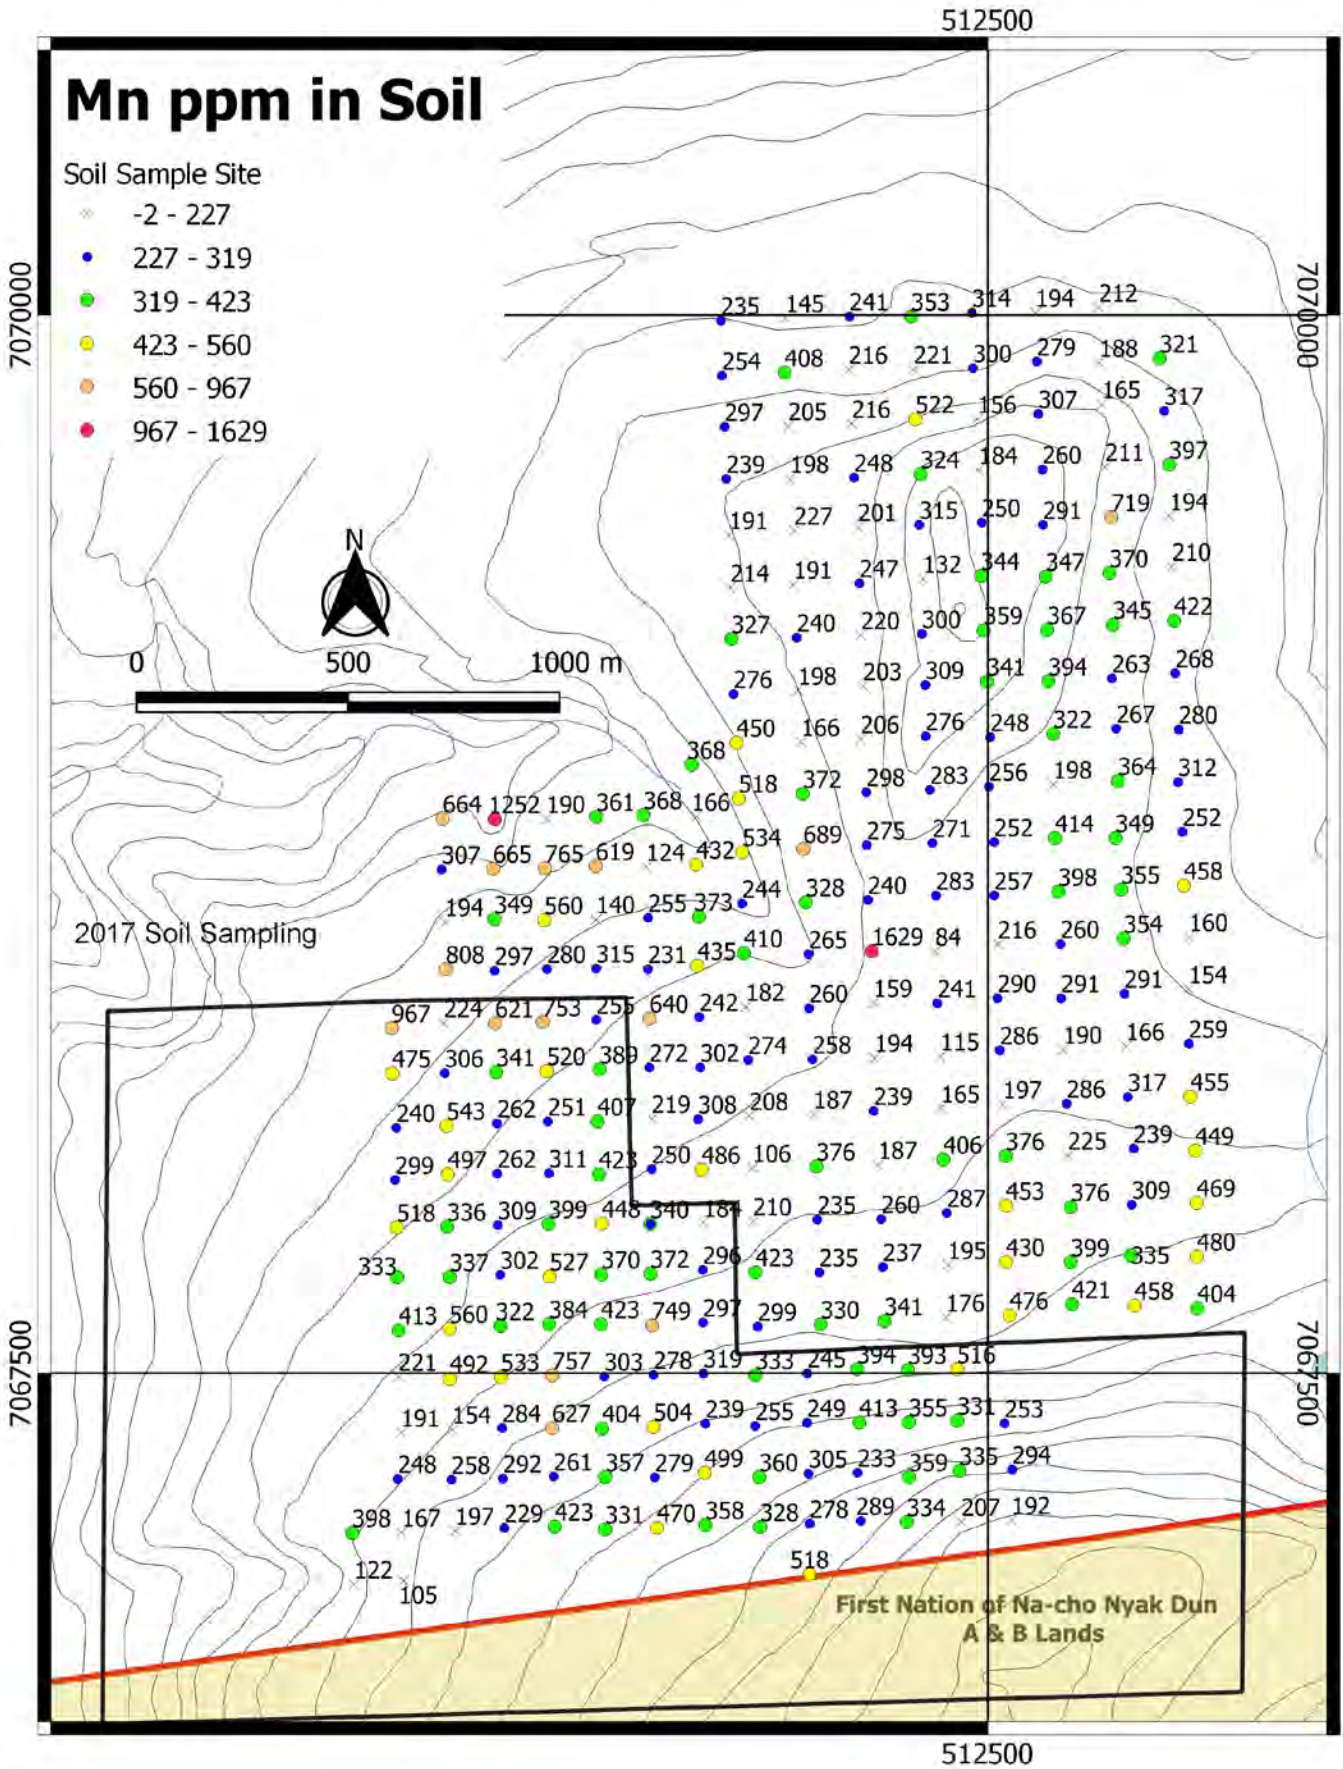 512500
Mn ppm in Soil
Soil Sample Site
-2 - 227
227 - 319
319 - 423
423 - 560
560 - 967
967 - 1629
7070000
7070000
235 145 241 353 314 194 212
254 408 216 221 300 279 188 321
297 205 216 522 156 307 165 317
239 198 248 324 184 260 211 397
191 227 201 315 250 291 719 194
N
214 191 247 132 344 347 370 210
327 240 220 300 359 367 345 422
0 500 1000 m
276 198 203 309 341 394 263 268
450 166 206 276 248 322 267 280
368
518 372 298 283 256 198 364 312
664 1252 190 361 368 166
534 689 275 271 252 414 349 252
307 665 765 619 124 432
244 328 240 283 257 398 355 458
194 349 560 140 255 373
2017 Soil Sampling
410 265 1629 84 216 260 354 160
808 297 280 315 231 435
182 260 159 241 290 291 291 154
967 224 621 753 255 640 242
274 258 194 115 286 190 166 259
475 306 341 520 389 272 302
208 187 239 165 197 286 317 455
240 543 262 251 407 219 308
106 376 187 406 376 225 239 449
299 497 262 311 423 250 486
210 235 260 287 453 376 309 469
518 336 309 399 448 340 184
423 235 237 195 430 399 335 480
333 337 302 527 370 372 296
299 330 341 176 476 421 458 404
413 560 322 384 423 749 297
7067500
7067500
221 492 533 757 303 278 319 333 245 394 393 516
191 154 284 627 404 504 239 255 249 413 355 331 253
248 258 292 261 357 279 499 360 305 233 359 335 294
398 167 197 229 423 331 470 358 328 278 289 334 207 192
122 105
518
First Nation of Na-cho Nyak Dun
A & B Lands
512500